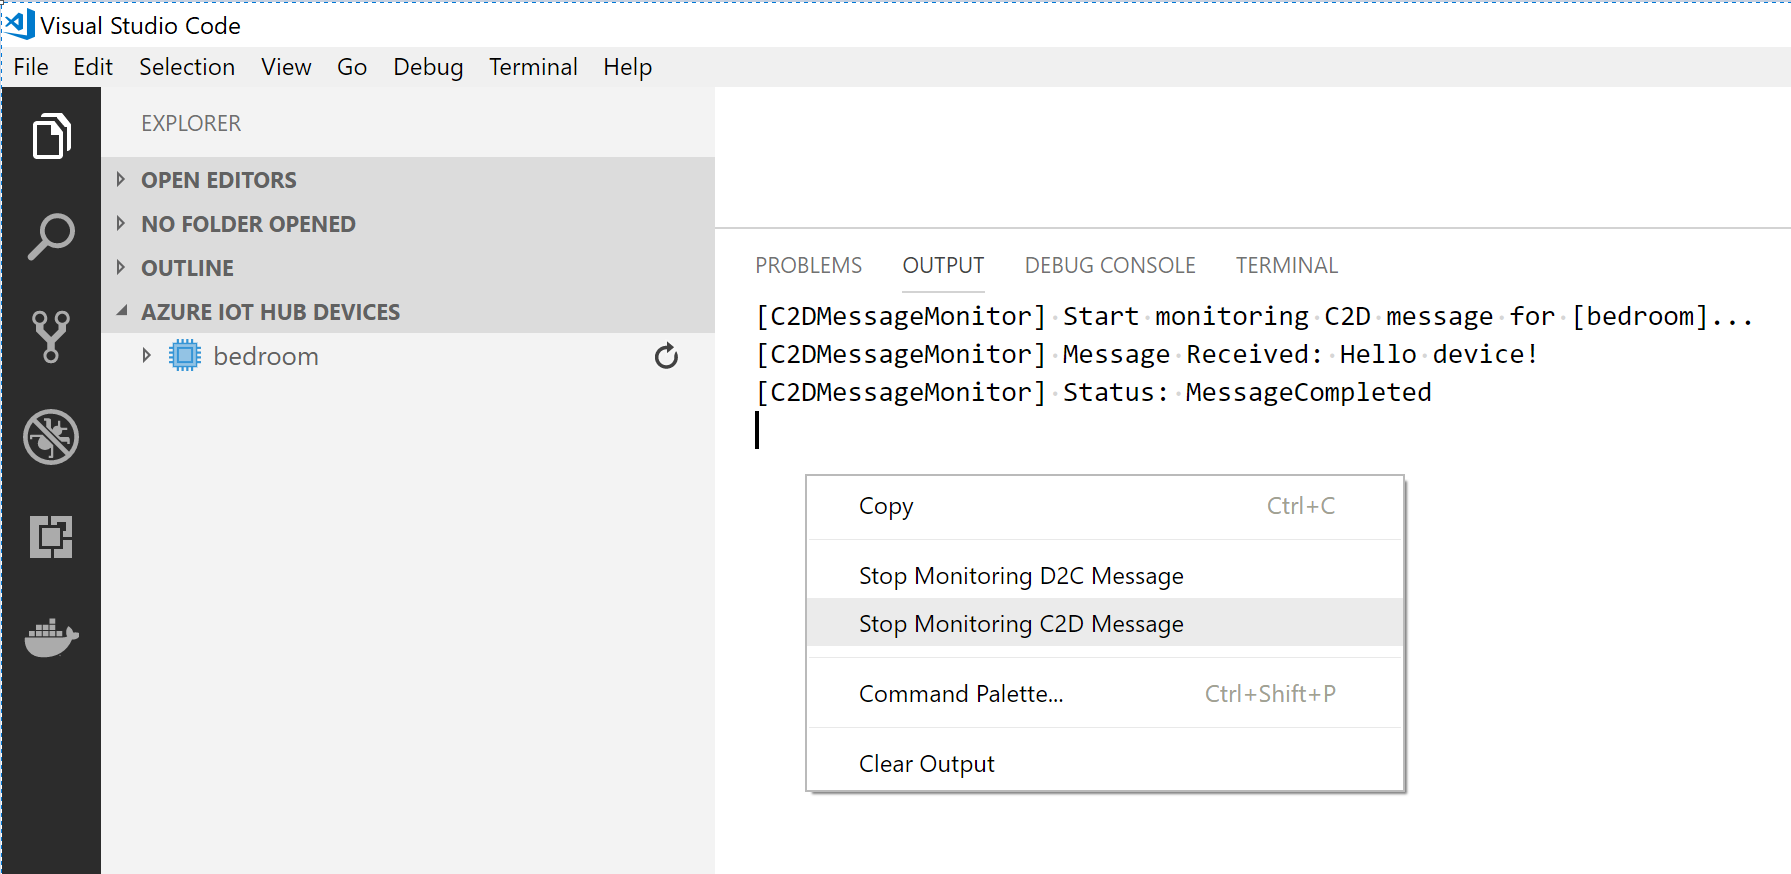 Visual Studio Code
File Edit Selection View Go Debug Terminal Help
EXPLORER
OPEN EDITORS
NO FOLDER OPENED
OUTLINE
AZURE IOT HUB DEVICES
bedroom
PROBLEMS OUTPUT DEBUG CONSOLE TERMINAL
[C2DMessageMonitor] Start monitoring C2D message for [bedroom]...
[C2DMessageMonitor] Message Received: Hello device!
[C2DMessageMonitor] Status: MessageCompleted
Copy Ctrl+C
Stop Monitoring D2C Message
Stop Monitoring C2D Message
Command Palette... Ctrl+Shift+P
Clear Output